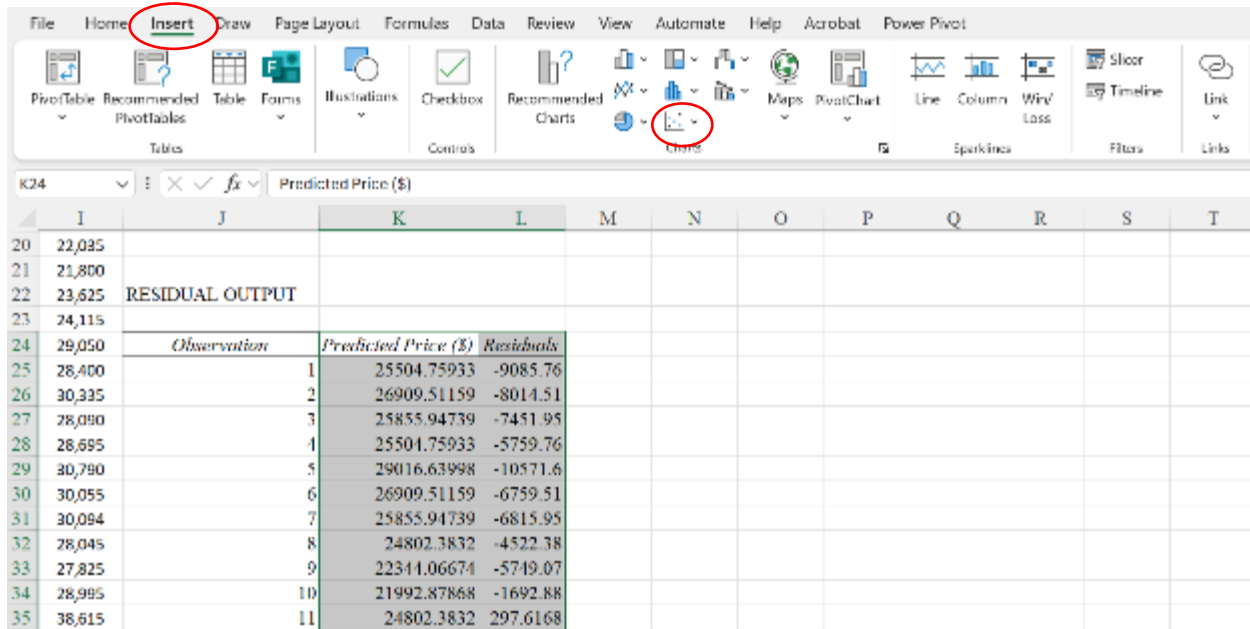 File Home Insert Draw Page Layout Formulas Data Review View Automate Help Acrobat Power Pivot
PivotTable Recommended PivotTables Table Forms Illustrations Checkbox Recommended Charts Maps PivotChart Line Column Win/Loss Slicer Timeline Link
Tables Controls Charts Sparklines Filters Links
K24 fx Predicted Price ($)
I J K L M N O P Q R S T
20 22,035
21 21,800
22 23,625 RESIDUAL OUTPUT
23 24,115
24 29,050 Observation Predicted Price ($) Residuals
25 28,400 1 25504.75933 -9085.76
26 30,335 2 26909.51159 -8014.51
27 28,090 3 25855.94739 -7451.95
28 28,695 4 25504.75933 -5759.76
29 30,790 5 29016.63998 -10571.6
30 30,055 6 26909.51159 -6759.51
31 30,094 7 25855.94739 -6815.95
32 28,045 8 24802.3832 -4522.38
33 27,825 9 22344.06674 -5749.07
34 28,995 10 21992.87868 -1692.88
35 38,615 11 24802.3832 297.6168